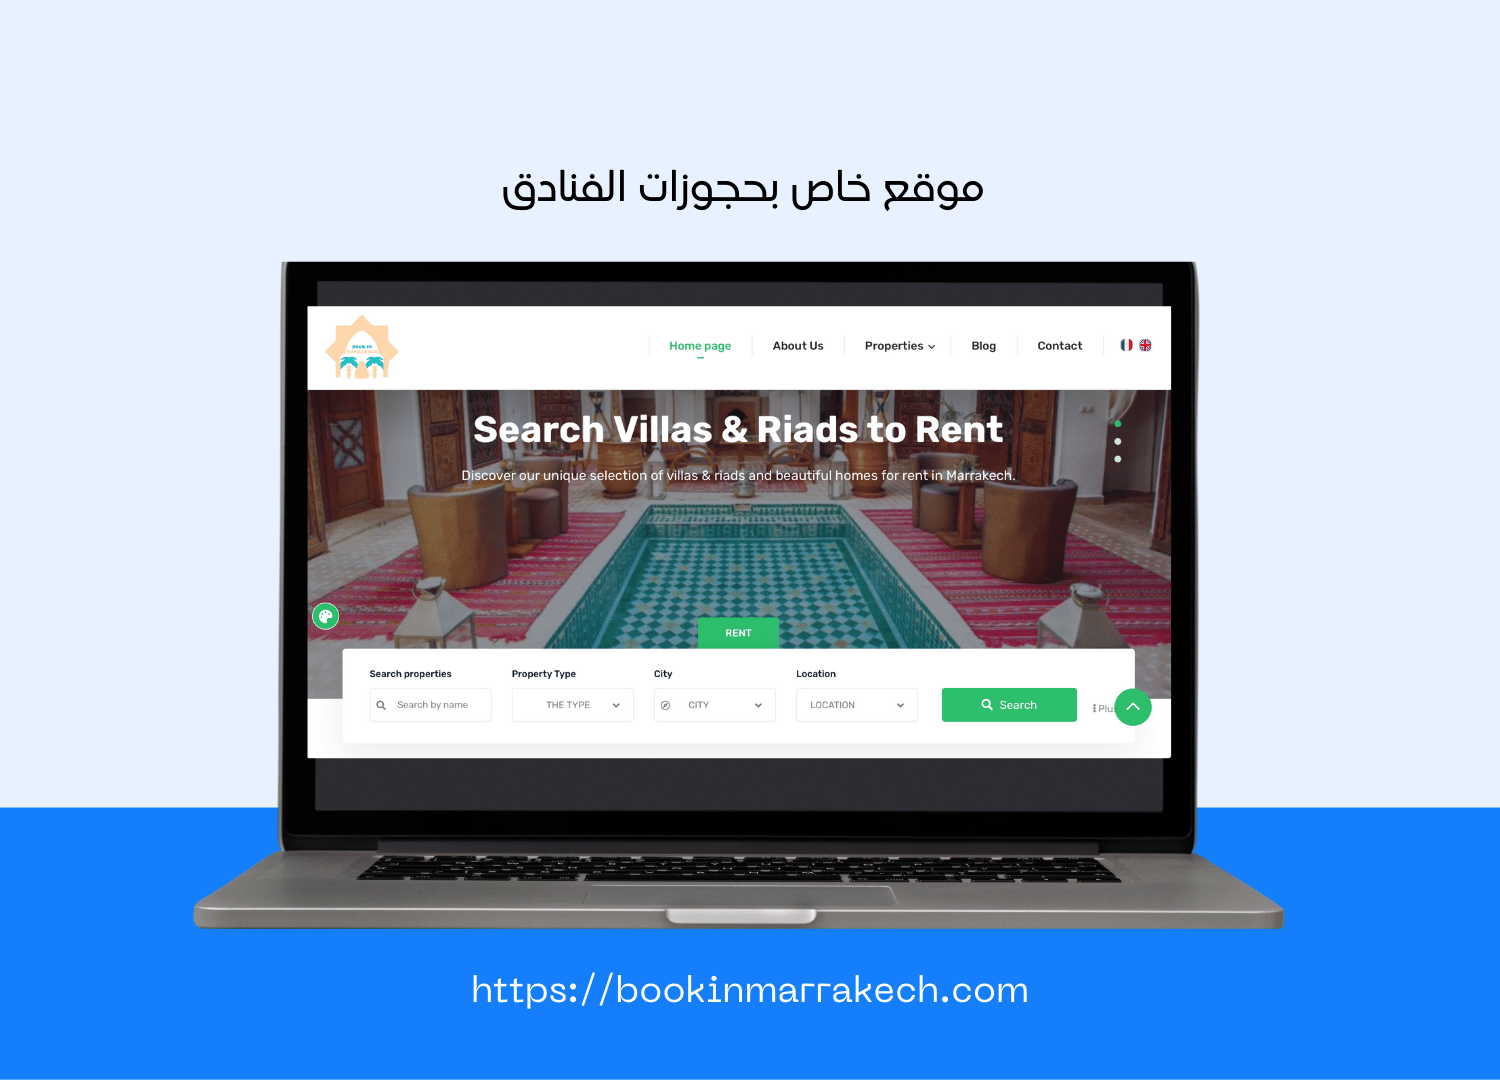 موقع خاص بحجوزات الفنادق
BOOK IN
Home page
About Us
Properties
Blog
Contact
Search Villas & Riads to Rent
Discover our unique selection of villas & riads and beautiful homes for rent in Marrakech.
RENT
Search properties
Property Type
City
Location
Search by name
THE TYPE
CITY
LOCATION
Search
https://bookinmarrakech.com